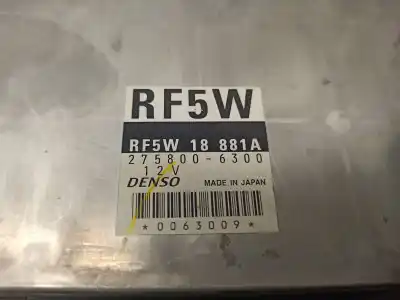 RF5W
RF5W 18 881A
275800-6300
12V
DENSO MADE IN JAPAN
*0063009*